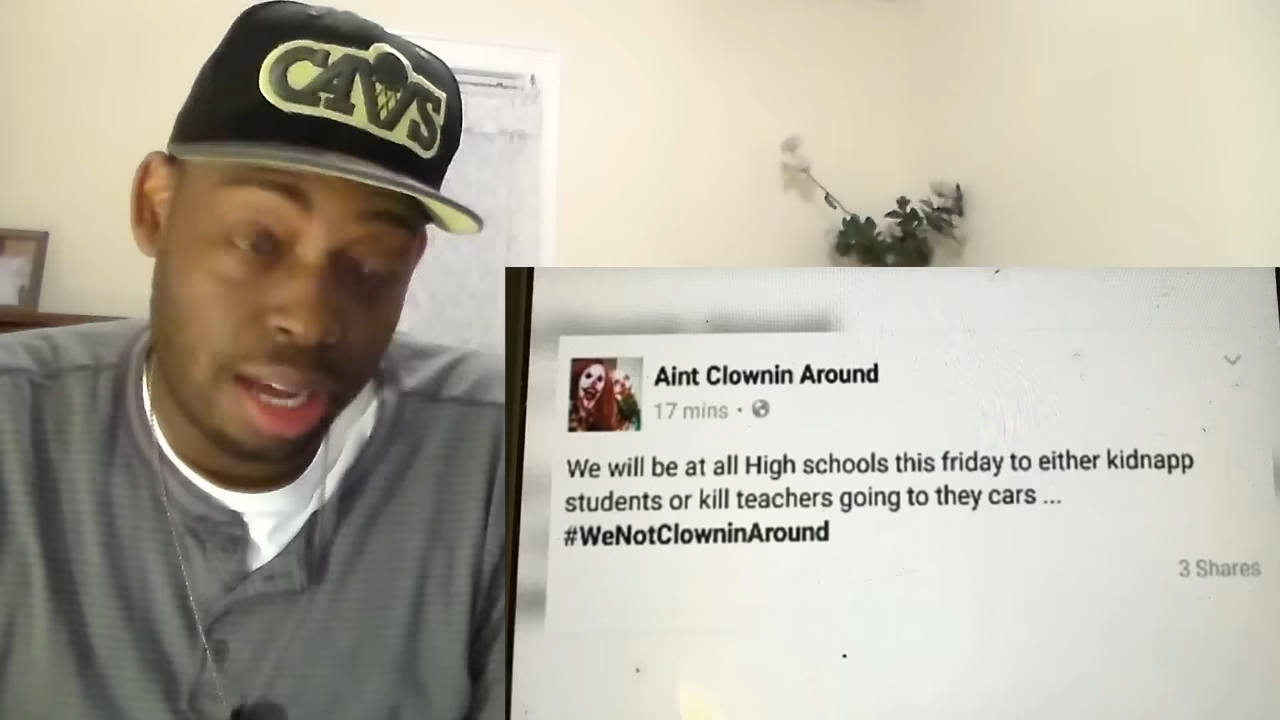 CAVS
Aint Clownin Around
17 mins ·
We will be at all High schools this friday to either kidnapp
students or kill teachers going to they cars ...
#WeNotClowninAround
3 Shares